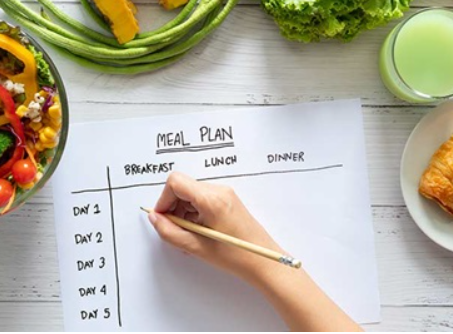 MEAL PLAN
BREAKFAST LUNCH DINNER
DAY 1
DAY 2
DAY 3
DAY 4
DAY 5